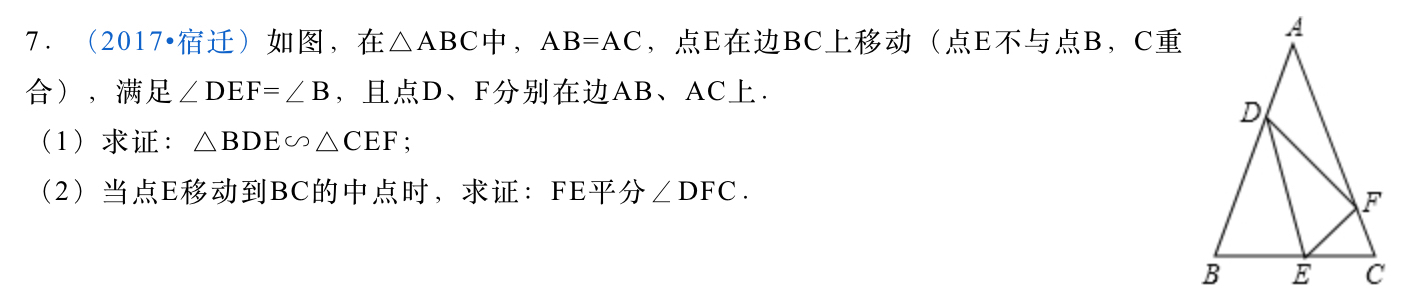 7．（2017•宿迁）如图，在△ABC中，AB=AC，点E在边BC上移动（点E不与点B，C重
合），满足∠DEF=∠B，且点D、F分别在边AB、AC上．
（1）求证：△BDE∽△CEF；
（2）当点E移动到BC的中点时，求证：FE平分∠DFC．
A
D
F
B E C